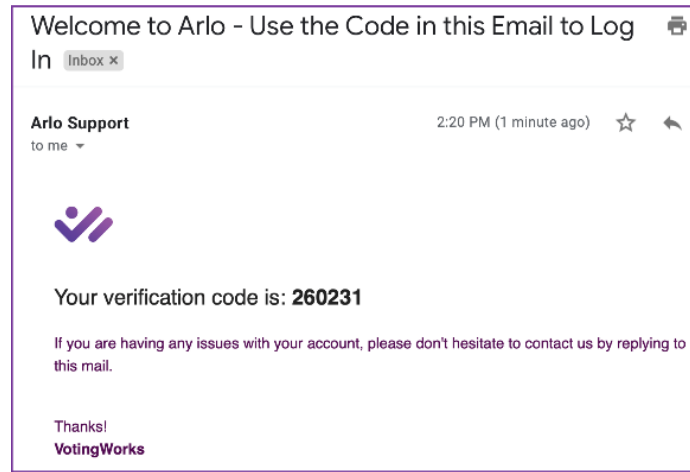 Welcome to Arlo - Use the Code in this Email to Log
In Inbox ×
Arlo Support 2:20 PM (1 minute ago)
to me
Your verification code is: 260231
If you are having any issues with your account, please don't hesitate to contact us by replying to
this mail.
Thanks!
VotingWorks